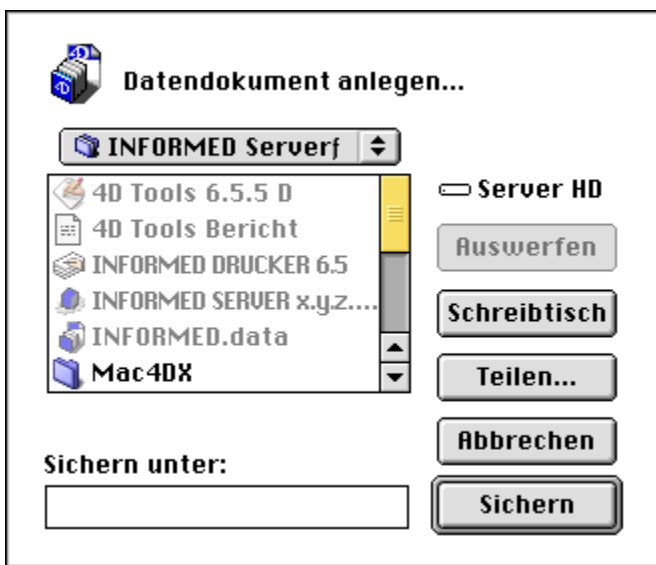 Datendokument anlegen...
INFORMED Serverƒ
4D Tools 6.5.5 D
4D Tools Bericht
INFORMED DRUCKER 6.5
INFORMED SERVER x.y.z....
INFORMED.data
Mac4DX
Server HD
Auswerfen
Schreibtisch
Teilen...
Abbrechen
Sichern unter:
Sichern